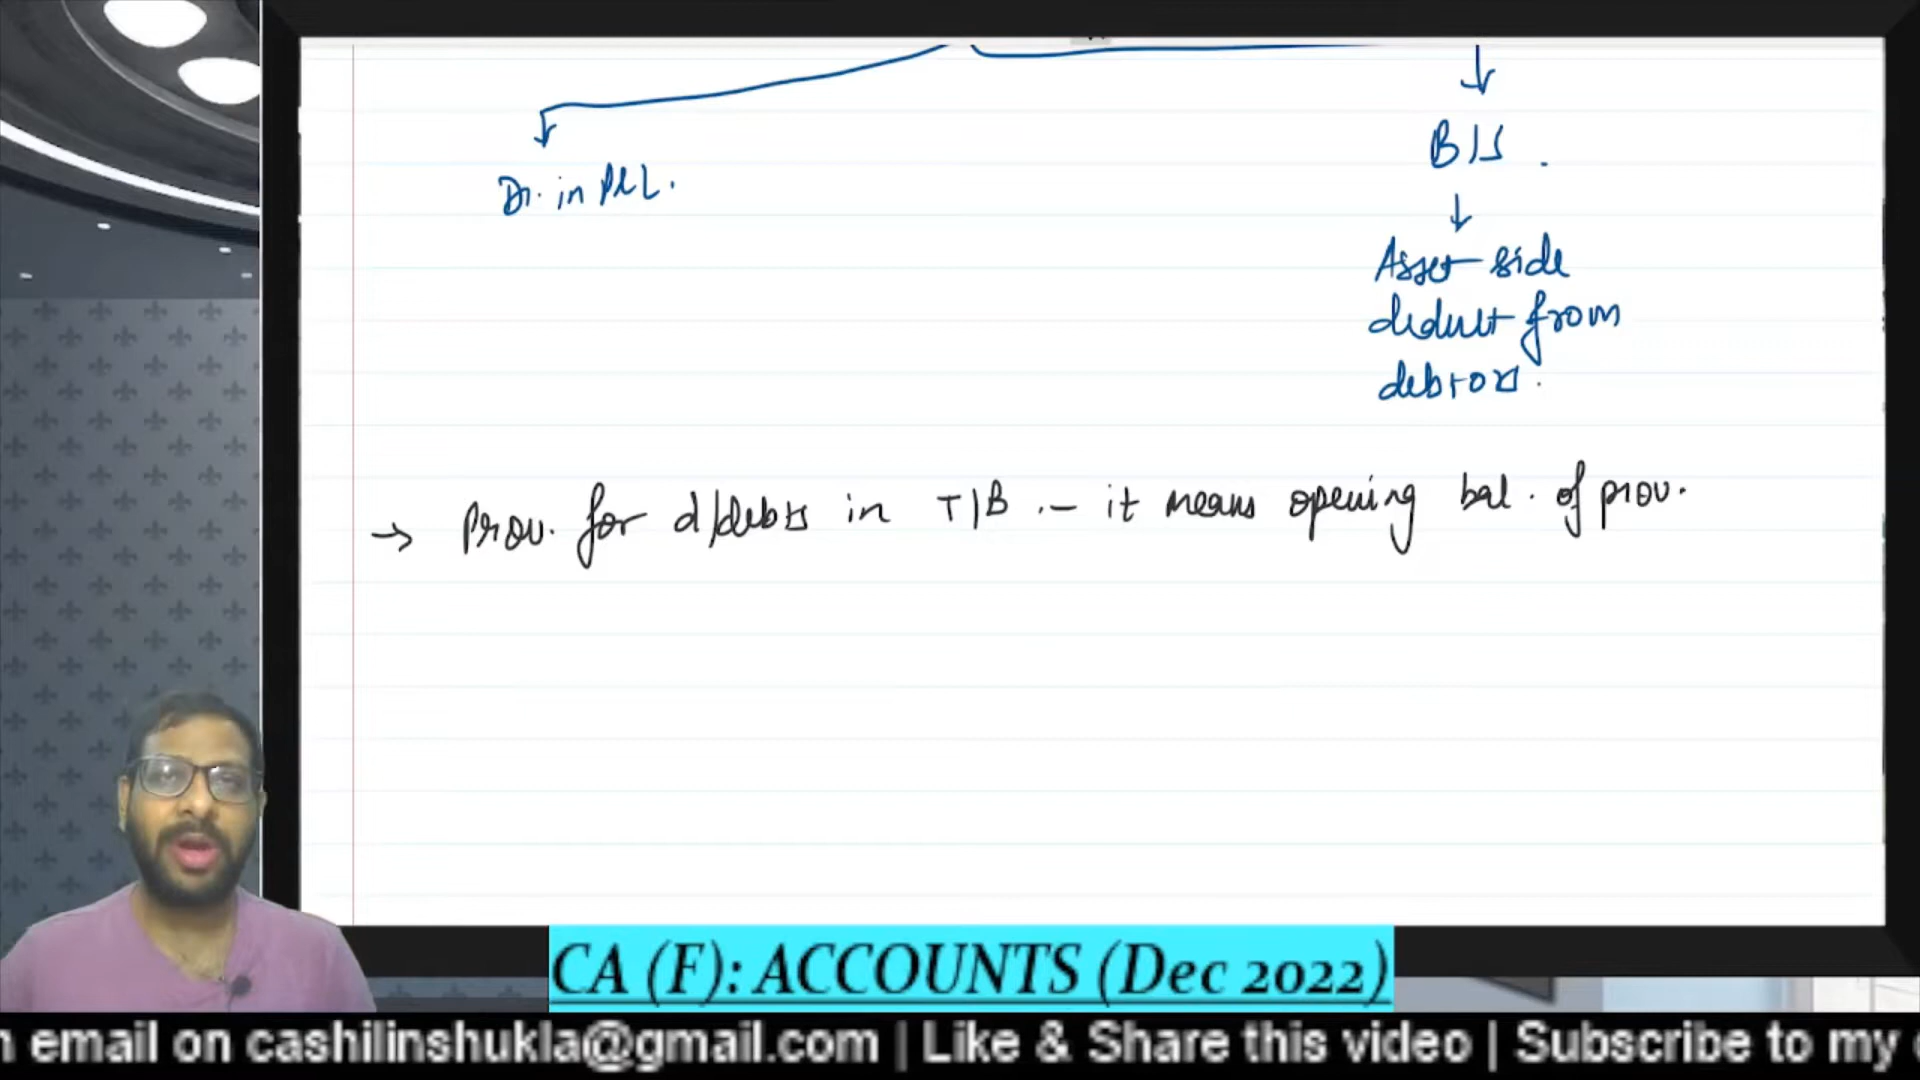 Dr. in P&L.
B/S.
Asset side
deduct from
debtors.
→ Prov. for d/debts in T/B.- it means opening bal. of prov.
CA (F): ACCOUNTS (Dec 2022)
n email on cashilinshukla@gmail.com | Like & Share this video | Subscribe to my